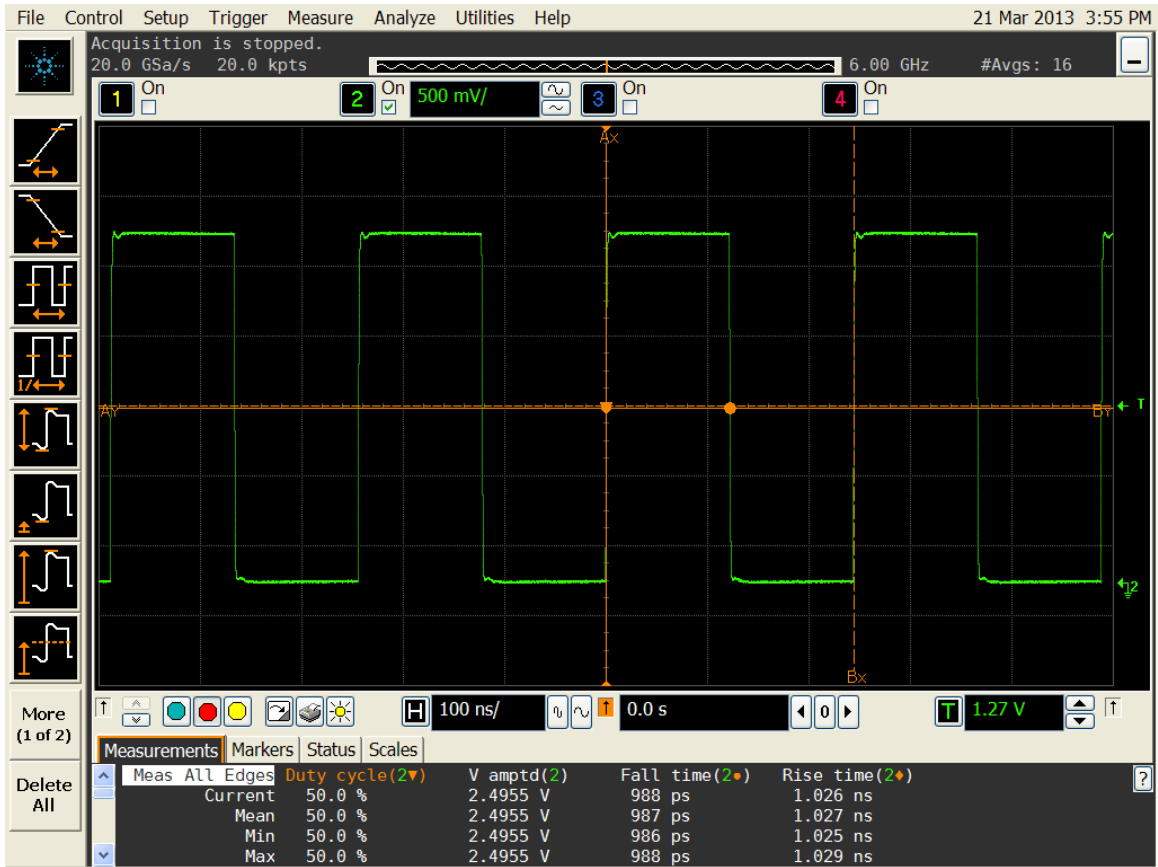 File Control Setup Trigger Measure Analyze Utilities Help 21 Mar 2013 3:55 PM
Acquisition is stopped.
20.0 GSa/s 20.0 kpts 6.00 GHz #Avgs: 16
1 On 2 On 500 mV/ 3 On 4 On
Ax
AY BY T
1/
2
Bx
More
(1 of 2)
Delete
All
H 100 ns/ 0.0 s 0 T 1.27 V
Measurements Markers Status Scales
Meas All Edges Duty cycle(2▼) V amptd(2) Fall time(2●) Rise time(2♦) ?
Current 50.0 % 2.4955 V 988 ps 1.026 ns
Mean 50.0 % 2.4955 V 987 ps 1.027 ns
Min 50.0 % 2.4955 V 986 ps 1.025 ns
Max 50.0 % 2.4955 V 988 ps 1.029 ns